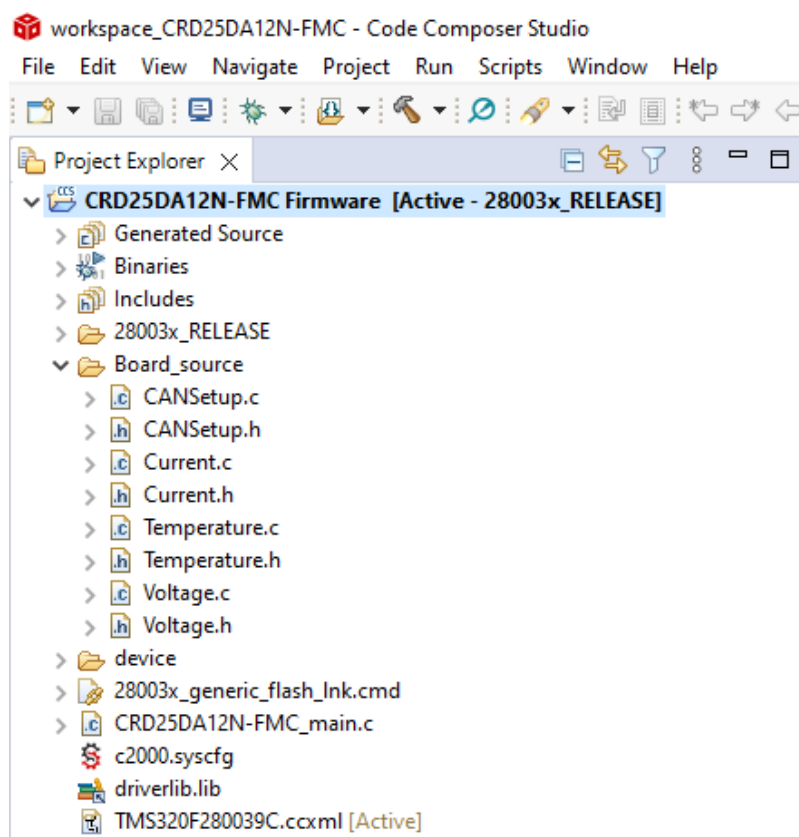 workspace_CRD25DA12N-FMC - Code Composer Studio
File Edit View Navigate Project Run Scripts Window Help
Project Explorer
CRD25DA12N-FMC Firmware [Active - 28003x_RELEASE]
Generated Source
Binaries
Includes
28003x_RELEASE
Board_source
CANSetup.c
CANSetup.h
Current.c
Current.h
Temperature.c
Temperature.h
Voltage.c
Voltage.h
device
28003x_generic_flash_lnk.cmd
CRD25DA12N-FMC_main.c
c2000.syscfg
driverlib.lib
TMS320F280039C.ccxml [Active]